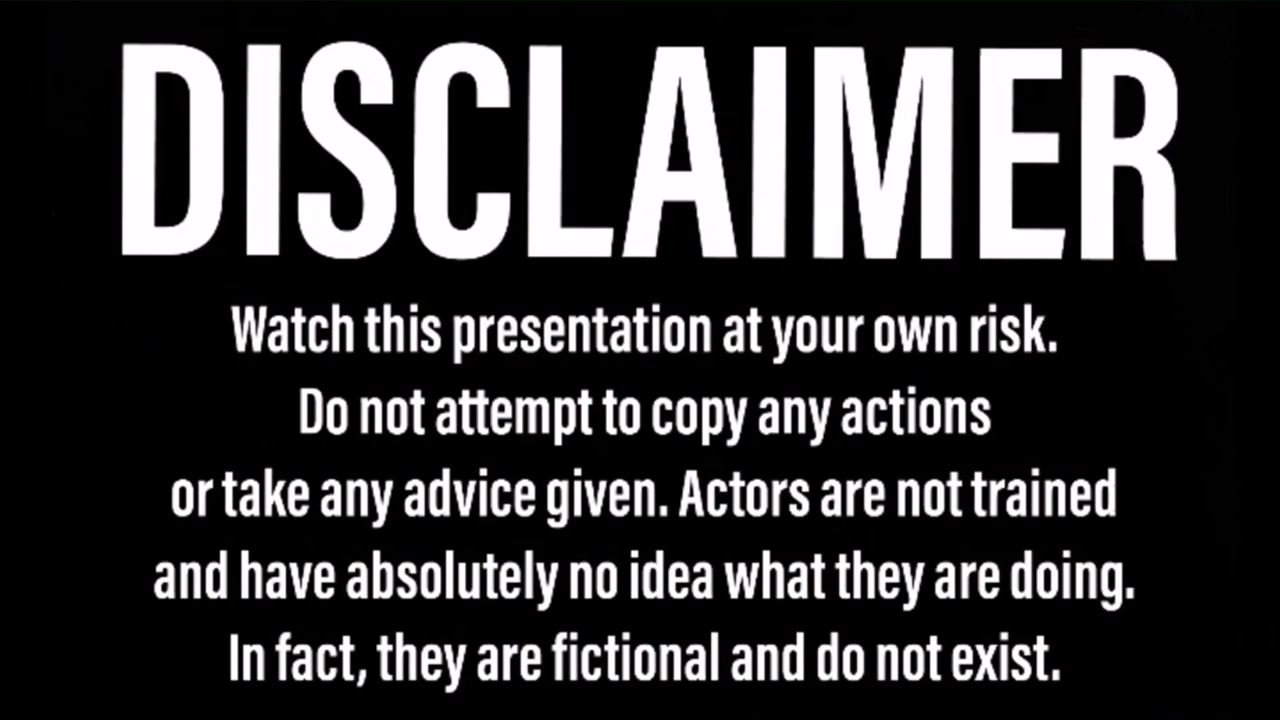 DISCLAIMER
Watch this presentation at your own risk.
Do not attempt to copy any actions
or take any advice given. Actors are not trained
and have absolutely no idea what they are doing.
In fact, they are fictional and do not exist.